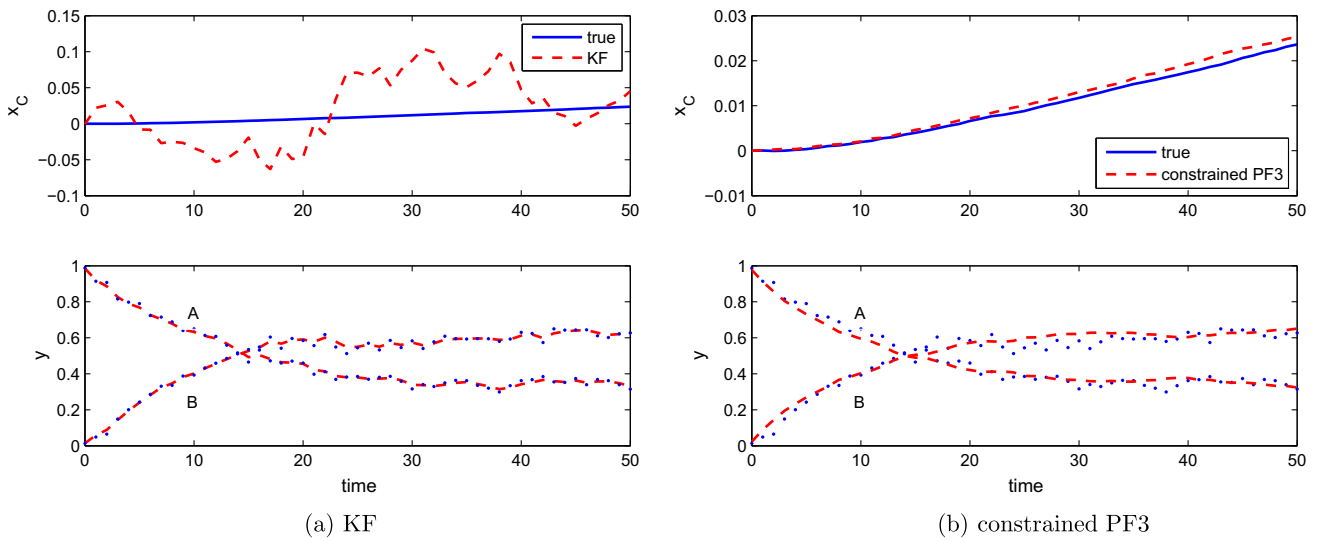 0.15
0.1
0.05
0
−0.05
−0.1
x_C
true
KF
0 10 20 30 40 50
1
0.8
0.6
0.4
0.2
0
y
A
B
0 10 20 30 40 50
time
(a) KF
0.03
0.02
0.01
0
−0.01
x_C
true
constrained PF3
0 10 20 30 40 50
1
0.8
0.6
0.4
0.2
0
y
A
B
0 10 20 30 40 50
time
(b) constrained PF3